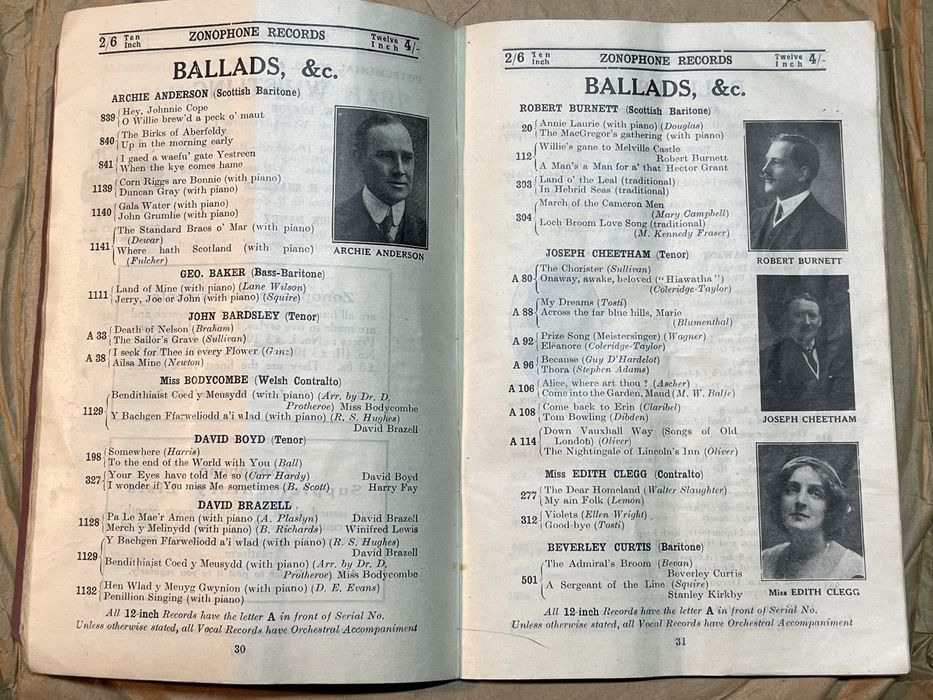 2/6 Ten Inch ZONOPHONE RECORDS Twelve Inch 4/-
BALLADS, &c.
ARCHIE ANDERSON (Scottish Baritone)
839 Hey, Johnnie Cope
O Willie brew'd a peck o' maut
840 The Birks of Aberfeldy
Up in the morning early
841 I gaed a waefu' gate Yestreen
When the kye comes hame
1139 Corn Riggs are Bonnie (with piano)
Duncan Gray (with piano)
1140 Gala Water (with piano)
John Grumlie (with piano)
1141 The Standard Braes o' Mar (with piano)
(Dewar)
Where hath Scotland (with piano)
(Fulcher)
ARCHIE ANDERSON
GEO. BAKER (Bass-Baritone)
1111 Land of Mine (with piano) (Lane Wilson)
Jerry, Joe or John (with piano) (Squire)
JOHN BARDSLEY (Tenor)
A 33 Death of Nelson (Braham)
The Sailor's Grave (Sullivan)
A 38 I seek for Thee in every Flower (Ganz)
Ailsa Mine (Newton)
Miss BODYCOMBE (Welsh Contralto)
1129 Bendithiaist Coed y Meusydd (with piano) (Arr. by Dr. D.
Protheroe) Miss Bodycombe
Y Bachgen Ffarweliodd a'i wlad (with piano) (R. S. Hughes)
David Brazell
DAVID BOYD (Tenor)
198 Somewhere (Harris)
To the end of the World with You (Ball)
327 Your Eyes have told Me so (Carr Hardy) David Boyd
I wonder if You miss Me sometimes (B. Scott) Harry Fay
DAVID BRAZELL
1128 Pa Le Mae'r Amen (with piano (A. Plaslyn) David Brazell
Merch y Melinydd (with piano) (B. Richards) Winifred Lewis
1129 Y Bachgen Ffarweliodd a'i wlad (with piano) (R. S. Hughes)
David Brazell
Bendithiaist Coed y Meusydd (with piano) (Arr. by Dr. D.
Protheroe) Miss Bodycombe
1132 Hen Wlad y Meuyg Gwynion (with piano) (D. E. Evans)
Penillion Singing (with piano)
All 12-inch Records have the letter A in front of Serial No.
Unless otherwise stated, all Vocal Records have Orchestral Accompaniment
30
2/6 Ten Inch ZONOPHONE RECORDS Twelve Inch 4/-
BALLADS, &c.
ROBERT BURNETT (Scottish Baritone)
20 Annie Laurie (with piano) (Douglas)
The MacGregor's gathering (with piano)
112 Willie's gane to Melville Castle
Robert Burnett
A Man's a Man for a' that Hector Grant
303 Land o' the Leal (traditional)
In Hebrid Seas (traditional)
304 March of the Cameron Men
(Mary Campbell)
Loch Broom Love Song (traditional)
(M. Kennedy Fraser)
ROBERT BURNETT
JOSEPH CHEETHAM (Tenor)
A 80 The Chorister (Sullivan)
Onaway, awake, beloved ("Hiawatha")
(Coleridge-Taylor)
A 88 My Dreams (Tosti)
Across the far blue hills, Marie
(Blumenthal)
A 92 Prize Song (Meistersinger) (Wagner)
Eleanore (Coleridge-Taylor)
A 96 Because (Guy D'Hardelot)
Thora (Stephen Adams)
A 106 Alice, where art thou ? (Ascher)
Come into the Garden, Maud (M. W. Balfe)
A 108 Come back to Erin (Claribel)
Tom Bowling (Dibden)
A 114 Down Vauxhall Way (Songs of Old
London) (Oliver)
The Nightingale of Lincoln's Inn (Oliver)
JOSEPH CHEETHAM
Miss EDITH CLEGG (Contralto)
277 The Dear Homeland (Walter Slaughter)
My ain Folk (Lemon)
312 Violets (Ellen Wright)
Good-bye (Tosti)
BEVERLEY CURTIS (Baritone)
501 The Admiral's Broom (Bevan)
Beverley Curtis
A Sergeant of the Line (Squire)
Stanley Kirkby
Miss EDITH CLEGG
All 12-inch Records have the letter A in front of Serial No.
Unless otherwise stated, all Vocal Records have Orchestral Accompaniment
31